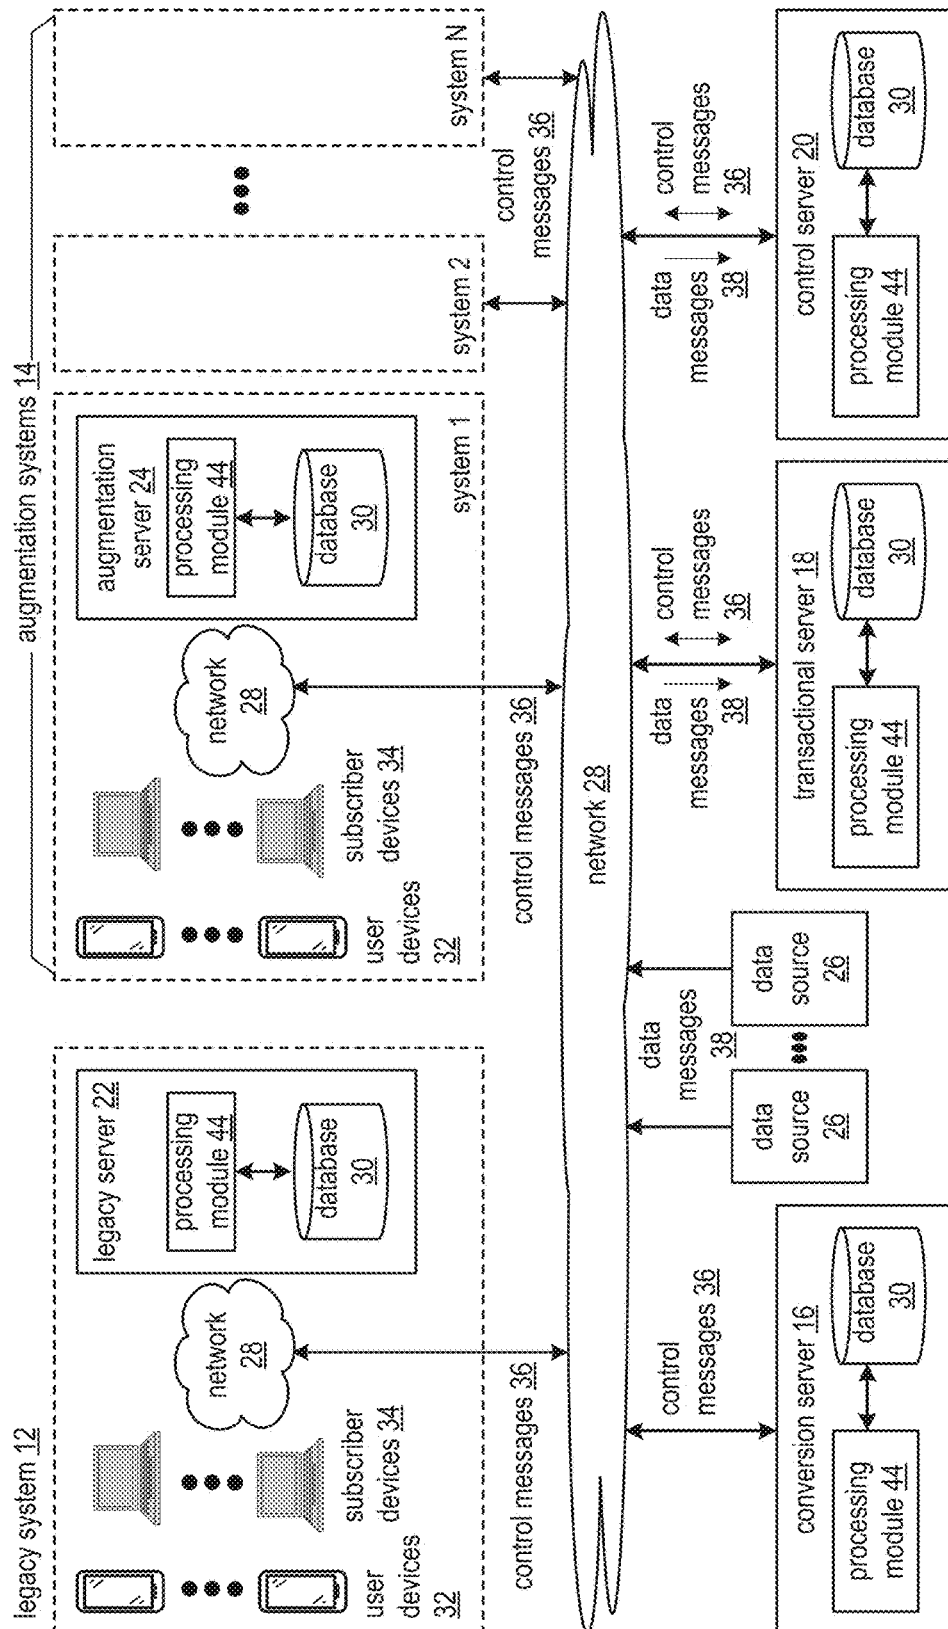 legacy system 12
user
devices
32
subscriber
devices 34
network
28
legacy server 22
processing
module 44
database
30
control messages 36
augmentation systems 14
user
devices
32
subscriber
devices 34
network
28
augmentation
server 24
processing
module 44
database
30
system 1
control messages 36
system 2
system N
control
messages 36
network 28
control
messages 36
conversion server 16
processing
module 44
database
30
data
messages
38
data
source
26
data
source
26
data
messages
38
control
messages
36
transactional server 18
processing
module 44
database
30
data
messages
38
control
messages
36
control server 20
processing
module 44
database
30